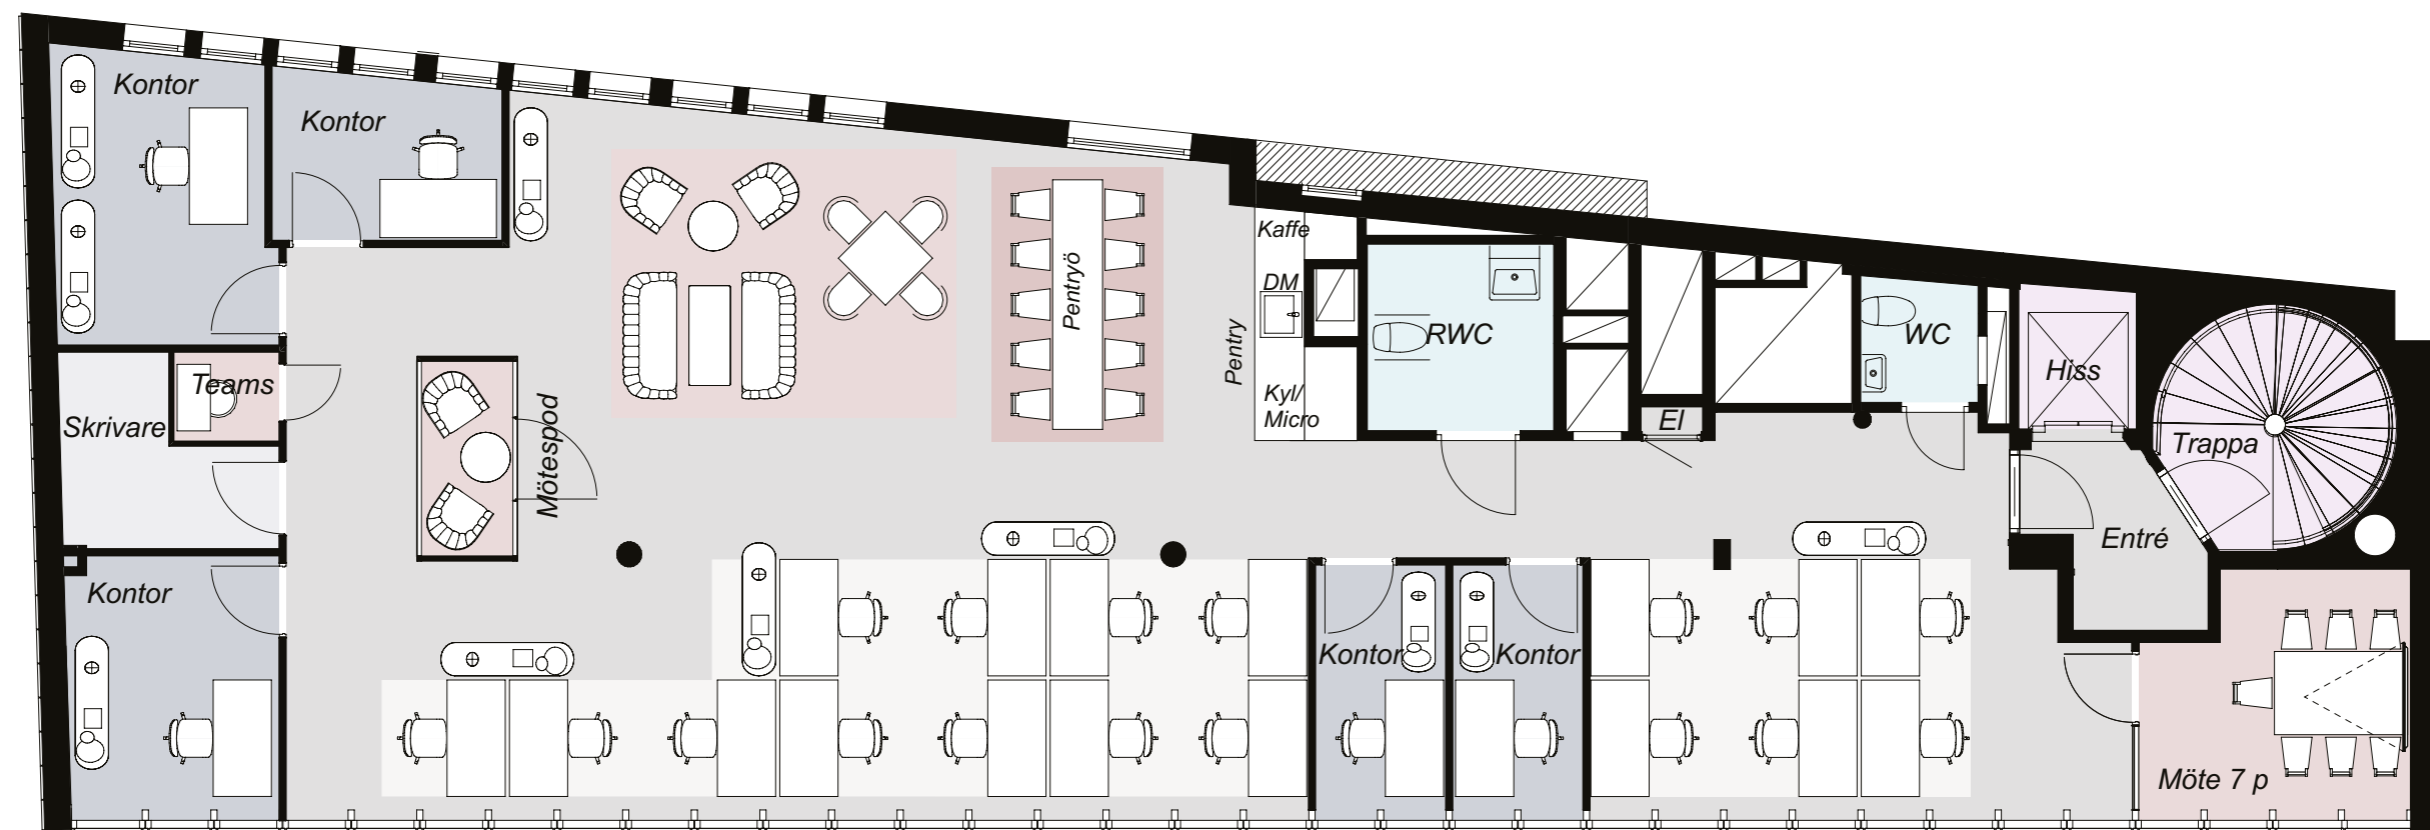 Kontor
Kontor
Kaffe
DM
Pentryö
Pentry
RWC
WC
Hiss
Teams
Skrivare
Kyl/
Micro
El
Mötespod
Trappa
Entré
Kontor
Kontor
Kontor
Möte 7 p